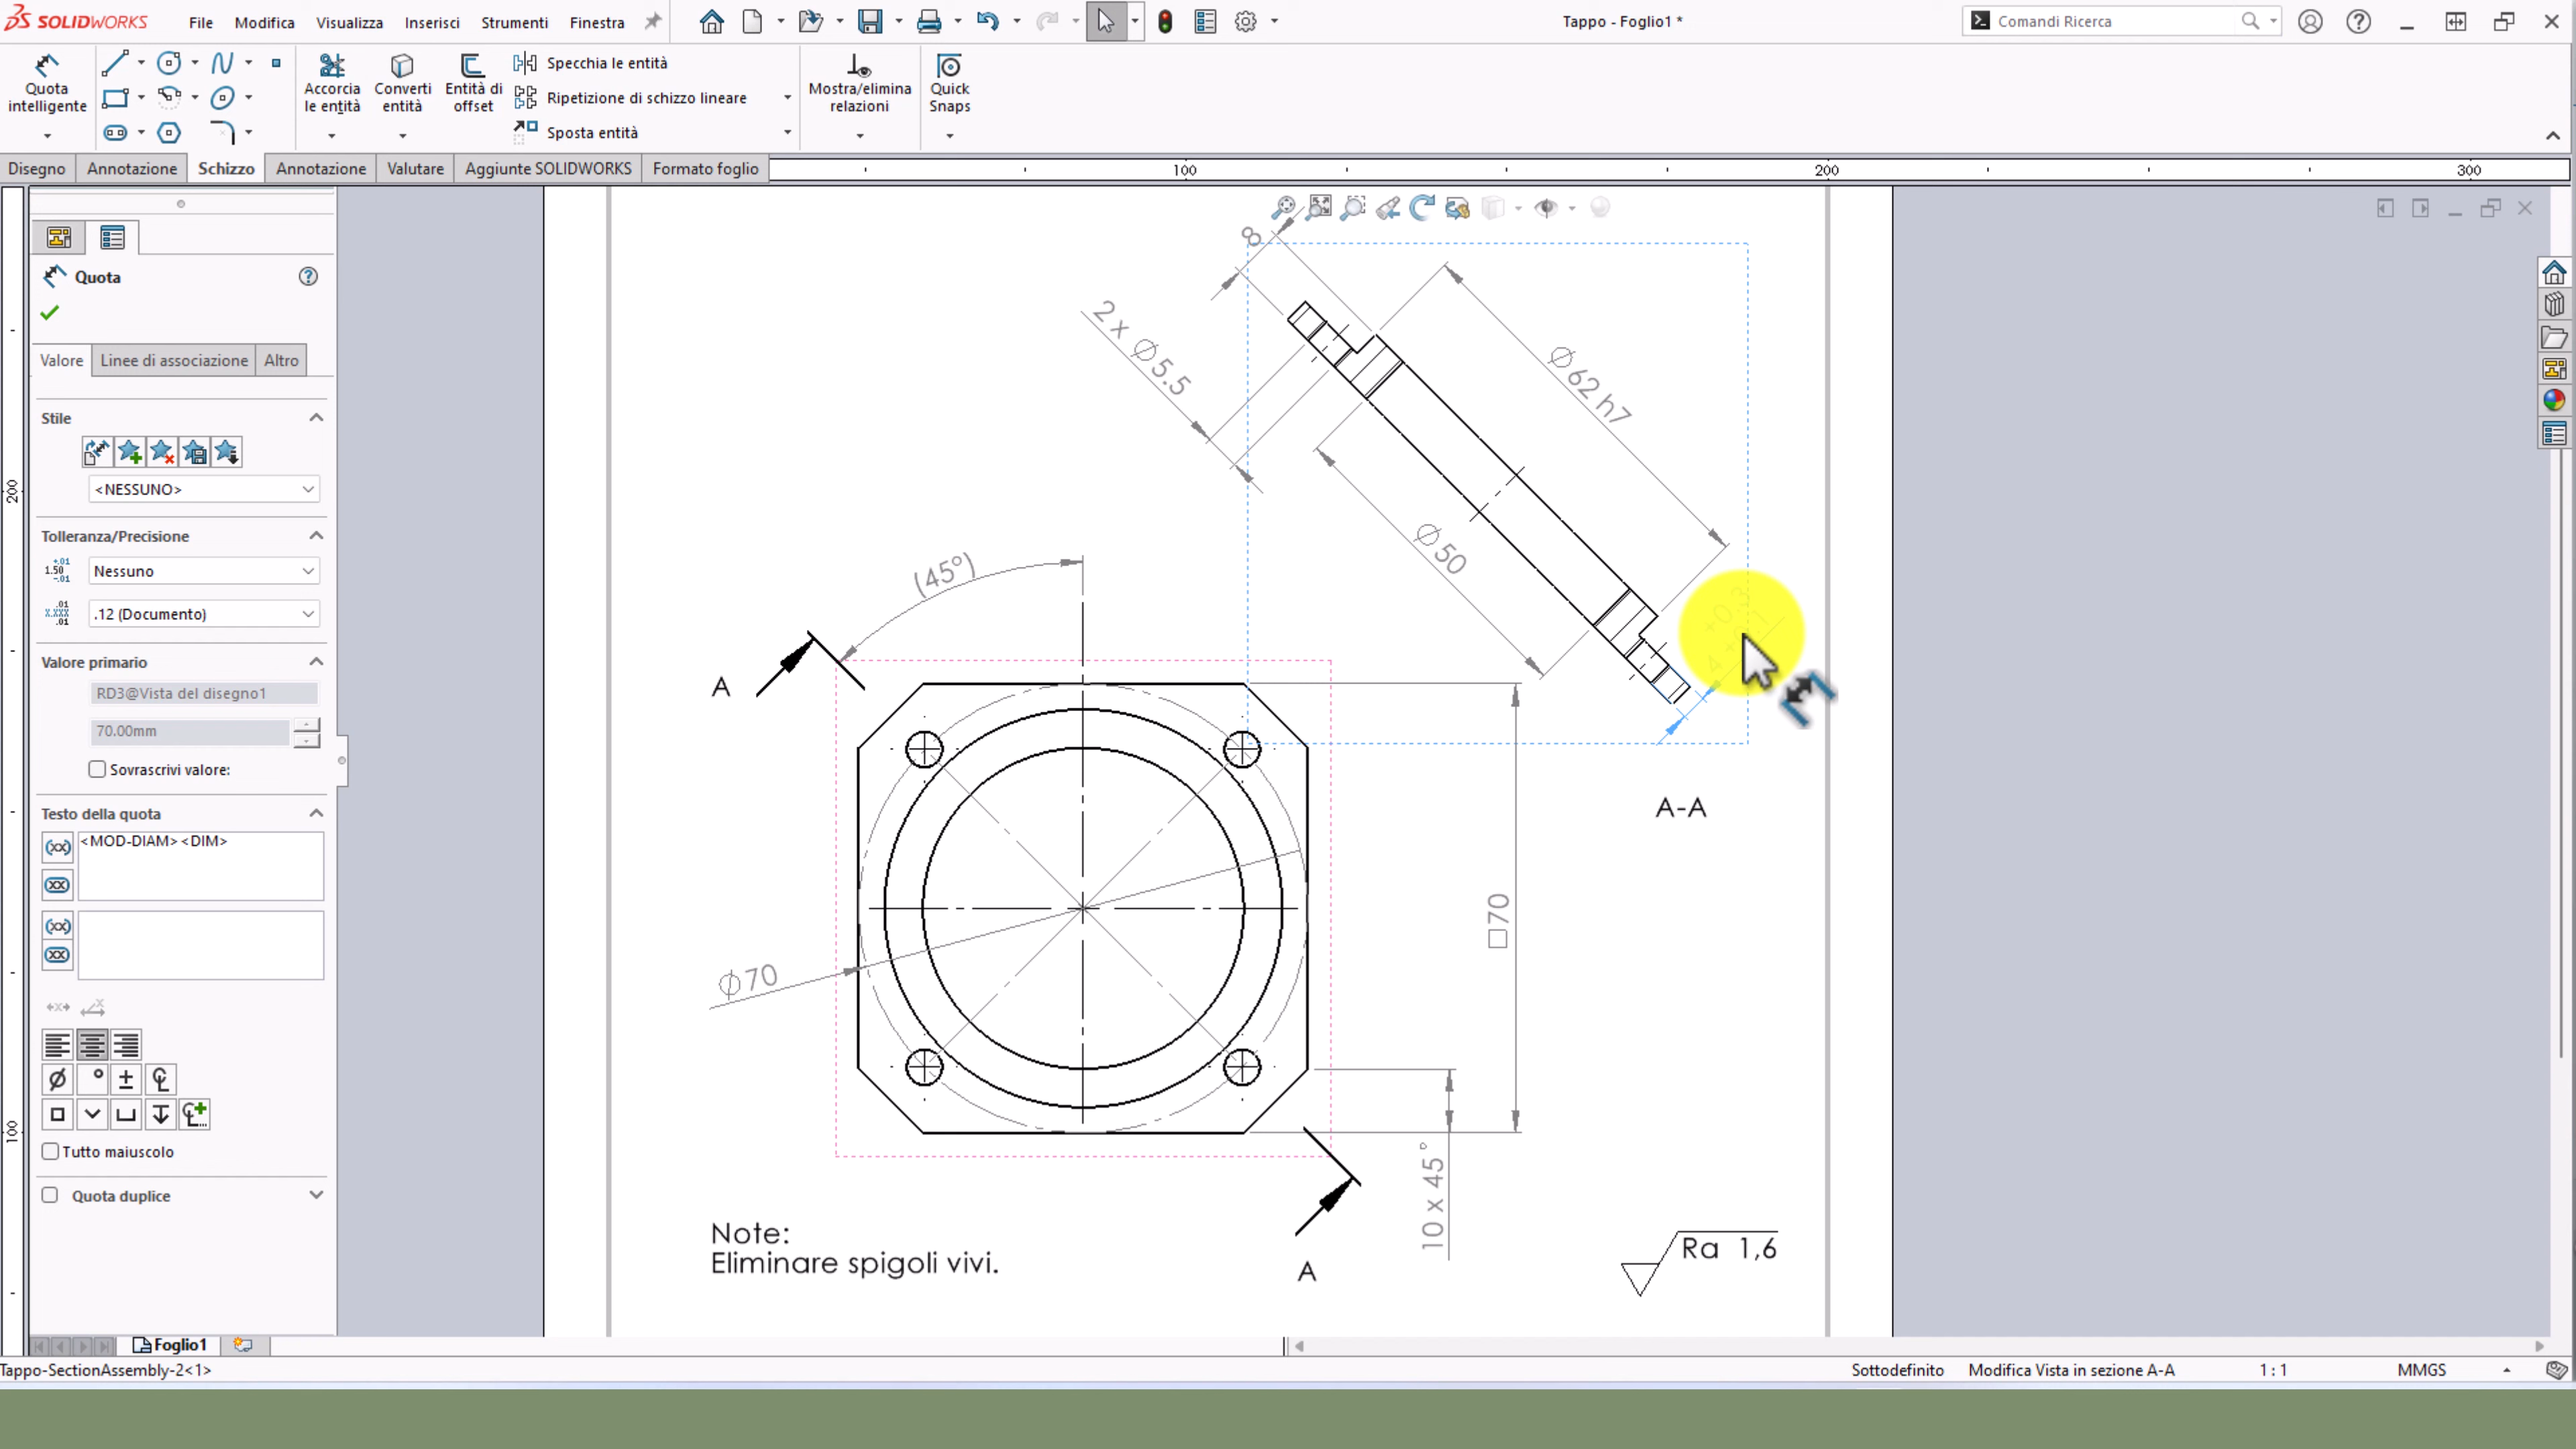 SOLIDWORKS File Modifica Visualizza Inserisci Strumenti Finestra Tappo - Foglio1 * Comandi Ricerca
Quota intelligente
Accorcia le entità
Converti entità
Entità di offset
Specchia le entità
Ripetizione di schizzo lineare
Sposta entità
Mostra/elimina relazioni
Quick Snaps
Disegno Annotazione Schizzo Annotazione Valutare Aggiunte SOLIDWORKS Formato foglio
100 200 300
200
100
Quota
Valore Linee di associazione Altro
Stile
<NESSUNO>
Tolleranza/Precisione
Nessuno
.12 (Documento)
Valore primario
RD3@Vista del disegno1
70.00mm
Sovrascrivi valore:
Testo della quota
<MOD-DIAM><DIM>
Tutto maiuscolo
Quota duplice
8
2 x Ø5.5
Ø62 h7
Ø50
(45°)
A
A-A
□70
Ø70
10 x 45°
A
Note:
Eliminare spigoli vivi.
Ra 1,6
Foglio1
Tappo-SectionAssembly-2<1> Sottodefinito Modifica Vista in sezione A-A 1:1 MMGS